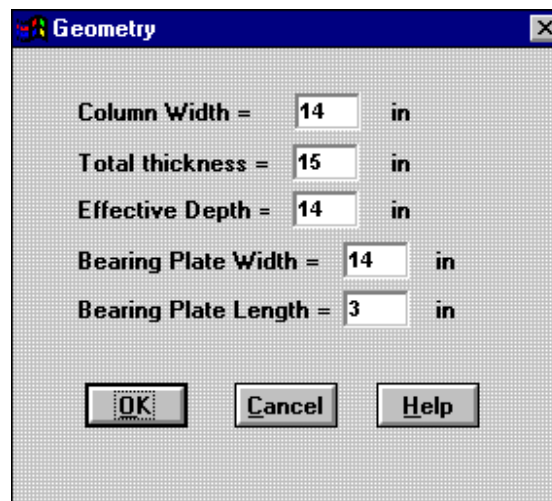 Geometry
Column Width = 14 in
Total thickness = 15 in
Effective Depth = 14 in
Bearing Plate Width = 14 in
Bearing Plate Length = 3 in
OK Cancel Help